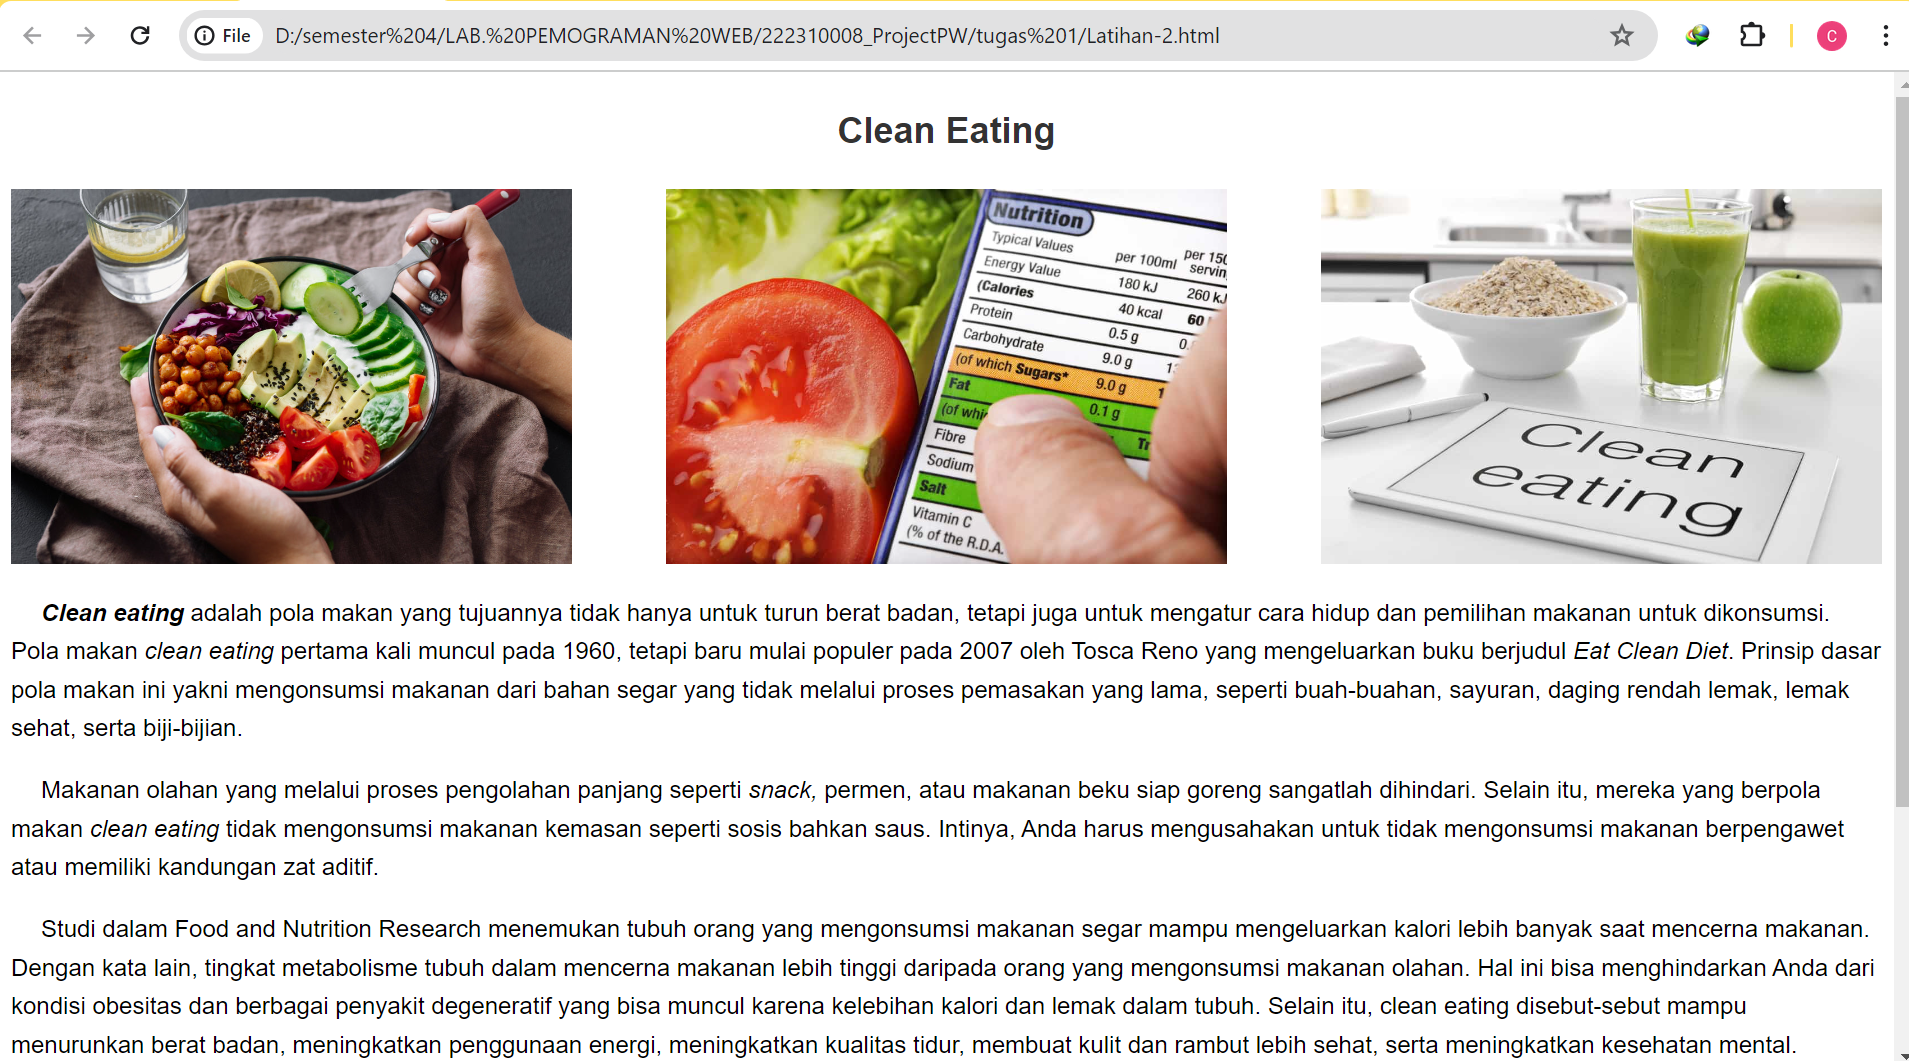 File D:/semester%204/LAB.%20PEMOGRAMAN%20WEB/222310008_ProjectPW/tugas%201/Latihan-2.html
C
Clean Eating
Nutrition
Typical Values per 100ml per 150
servin
Energy Value 180 kJ 260 kJ
(Calories 40 kcal 60
Protein 0.5 g 0.
Carbohydrate 9.0 g 1
(of which Sugars* 9.0 g 1
Fat 0.1 g
(of whi Tr
Fibre
Sodium
Salt
Vitamin C
(% of the R.D.A.
Clean
eating
Clean eating adalah pola makan yang tujuannya tidak hanya untuk turun berat badan, tetapi juga untuk mengatur cara hidup dan pemilihan makanan untuk dikonsumsi.
Pola makan clean eating pertama kali muncul pada 1960, tetapi baru mulai populer pada 2007 oleh Tosca Reno yang mengeluarkan buku berjudul Eat Clean Diet. Prinsip dasar
pola makan ini yakni mengonsumsi makanan dari bahan segar yang tidak melalui proses pemasakan yang lama, seperti buah-buahan, sayuran, daging rendah lemak, lemak
sehat, serta biji-bijian.
Makanan olahan yang melalui proses pengolahan panjang seperti snack, permen, atau makanan beku siap goreng sangatlah dihindari. Selain itu, mereka yang berpola
makan clean eating tidak mengonsumsi makanan kemasan seperti sosis bahkan saus. Intinya, Anda harus mengusahakan untuk tidak mengonsumsi makanan berpengawet
atau memiliki kandungan zat aditif.
Studi dalam Food and Nutrition Research menemukan tubuh orang yang mengonsumsi makanan segar mampu mengeluarkan kalori lebih banyak saat mencerna makanan.
Dengan kata lain, tingkat metabolisme tubuh dalam mencerna makanan lebih tinggi daripada orang yang mengonsumsi makanan olahan. Hal ini bisa menghindarkan Anda dari
kondisi obesitas dan berbagai penyakit degeneratif yang bisa muncul karena kelebihan kalori dan lemak dalam tubuh. Selain itu, clean eating disebut-sebut mampu
menurunkan berat badan, meningkatkan penggunaan energi, meningkatkan kualitas tidur, membuat kulit dan rambut lebih sehat, serta meningkatkan kesehatan mental.